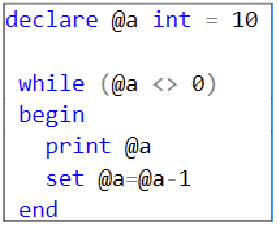 declare @a int = 10
while (@a <> 0)
begin
print @a
set @a=@a-1
end